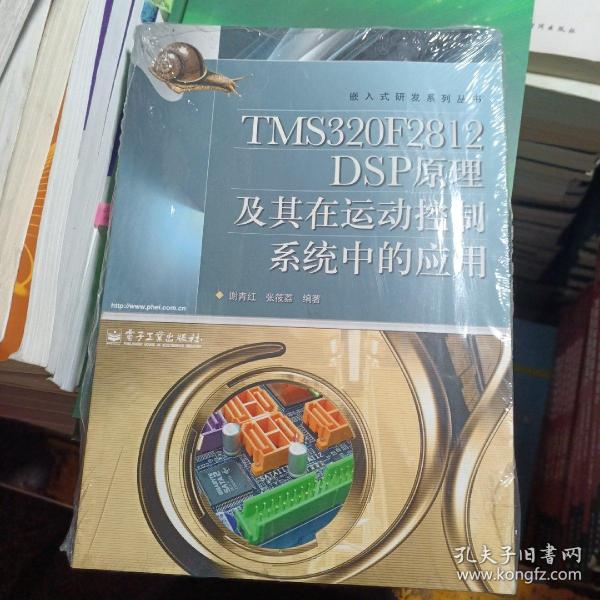 嵌入式研发系列丛书
TMS320F2812
DSP原理
及其在运动控制
系统中的应用
谢青红 张筱荔 编著
http://www.phei.com.cn
电子工业出版社
SATA2
孔夫子旧书网
www.kongfz.com